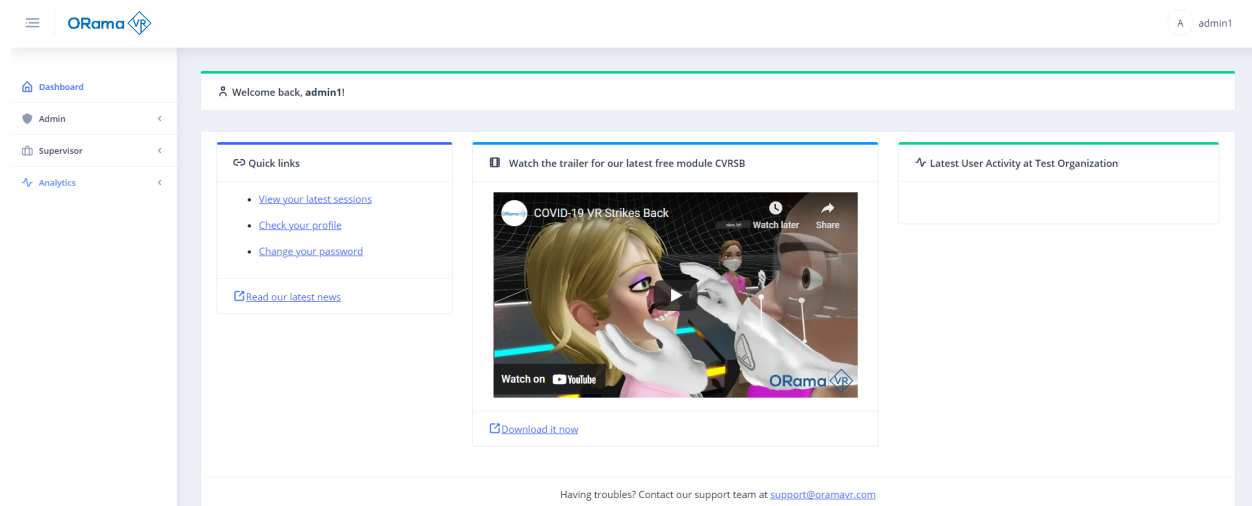 ORama VR
A admin1
Dashboard
Welcome back, admin1!
Admin
Supervisor
Analytics
Quick links
View your latest sessions
Check your profile
Change your password
Read our latest news
Watch the trailer for our latest free module CVRSB
COVID-19 VR Strikes Back
Watch later
Share
Watch on YouTube
ORama VR
Download it now
Latest User Activity at Test Organization
Having troubles? Contact our support team at support@oramavr.com